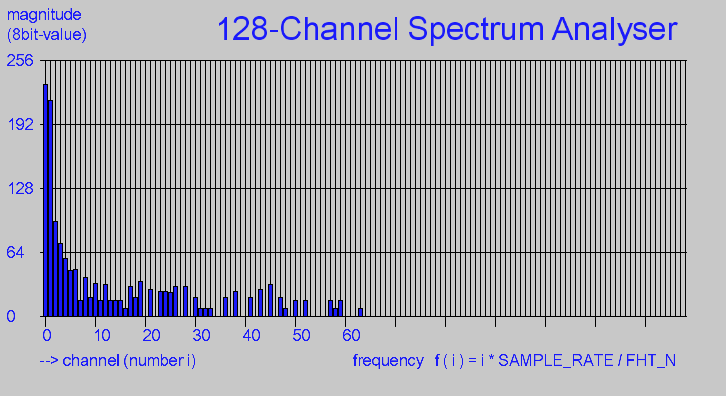 magnitude
(8bit-value)
128-Channel Spectrum Analyser
256
192
128
64
0
0 10 20 30 40 50 60
--> channel (number i)
frequency f ( i ) = i * SAMPLE_RATE / FHT_N